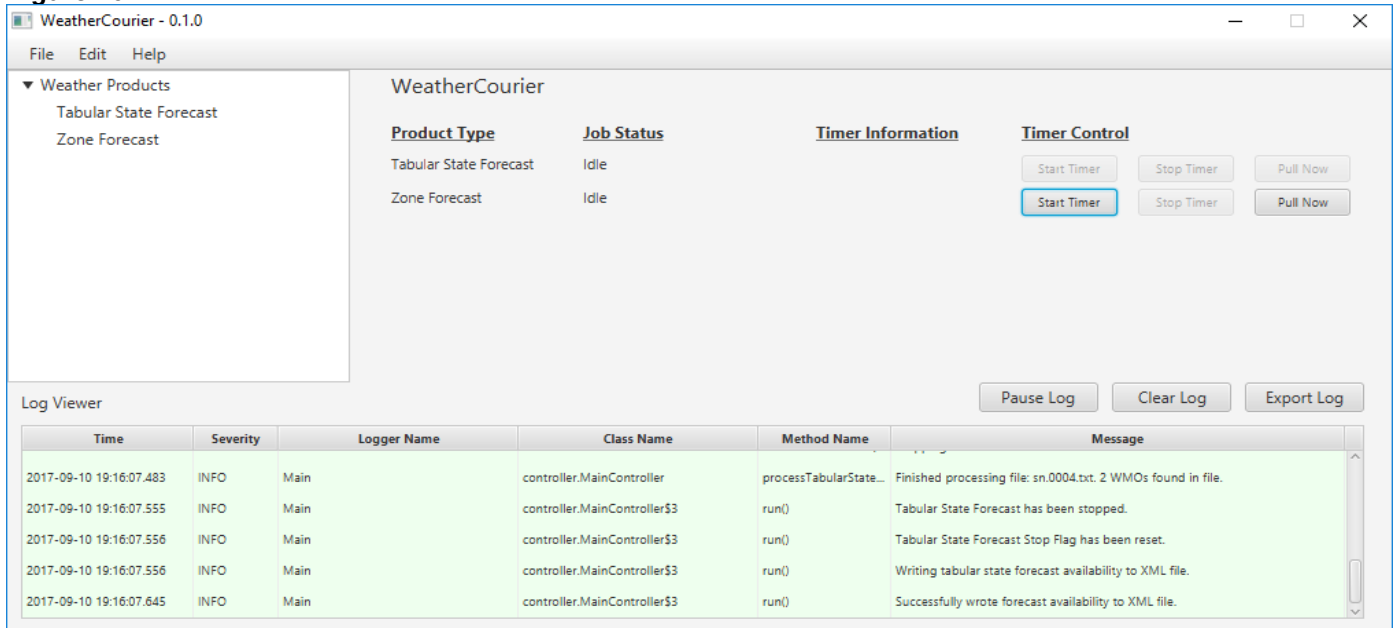 WeatherCourier - 0.1.0
File Edit Help
Weather Products
Tabular State Forecast
Zone Forecast
WeatherCourier
Product Type Job Status Timer Information Timer Control
Tabular State Forecast Idle Start Timer Stop Timer Pull Now
Zone Forecast Idle Start Timer Stop Timer Pull Now
Log Viewer Pause Log Clear Log Export Log
Time Severity Logger Name Class Name Method Name Message
2017-09-10 19:16:07.483 INFO Main controller.MainController processTabularState... Finished processing file: sn.0004.txt. 2 WMOs found in file.
2017-09-10 19:16:07.555 INFO Main controller.MainController$3 run() Tabular State Forecast has been stopped.
2017-09-10 19:16:07.556 INFO Main controller.MainController$3 run() Tabular State Forecast Stop Flag has been reset.
2017-09-10 19:16:07.556 INFO Main controller.MainController$3 run() Writing tabular state forecast availability to XML file.
2017-09-10 19:16:07.645 INFO Main controller.MainController$3 run() Successfully wrote forecast availability to XML file.